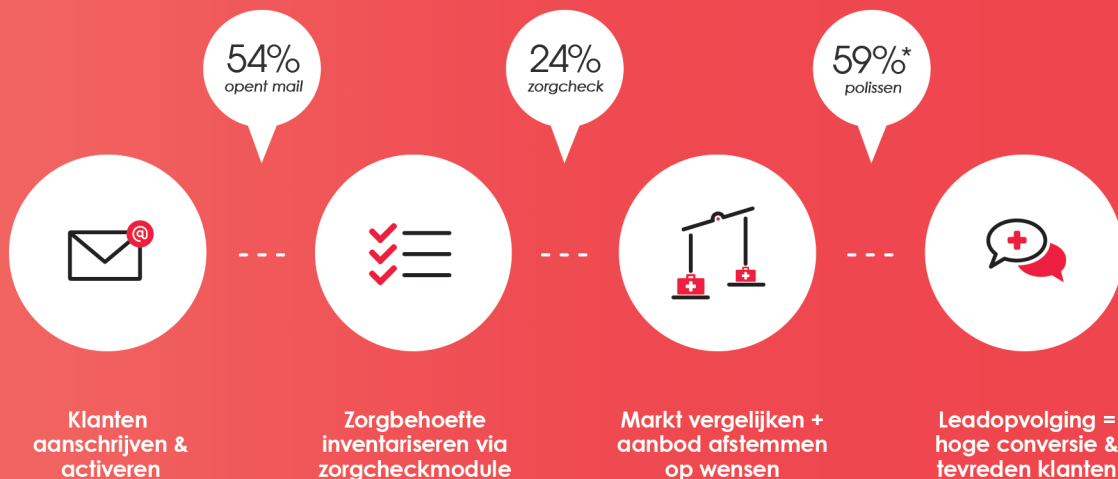 54%
opent mail
24%
zorgcheck
59%*
polissen
@
Klanten
aanschrijven &
activeren
Zorgbehoefte
inventariseren via
zorgcheckmodule
Markt vergelijken +
aanbod afstemmen
op wensen
Leadopvolging =
hoge conversie &
tevreden klanten